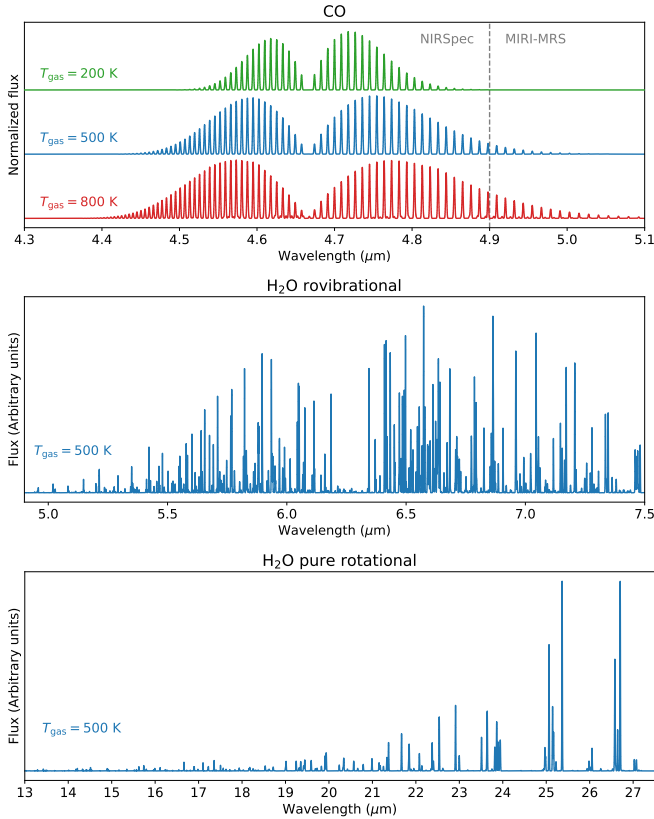 CO
NIRSpec MIRI-MRS
T_gas = 200 K
T_gas = 500 K
T_gas = 800 K
Normalized flux
4.3 4.4 4.5 4.6 4.7 4.8 4.9 5.0 5.1
Wavelength (μm)
H₂O rovibrational
T_gas = 500 K
Flux (Arbitrary units)
5.0 5.5 6.0 6.5 7.0 7.5
Wavelength (μm)
H₂O pure rotational
T_gas = 500 K
Flux (Arbitrary units)
13 14 15 16 17 18 19 20 21 22 23 24 25 26 27
Wavelength (μm)